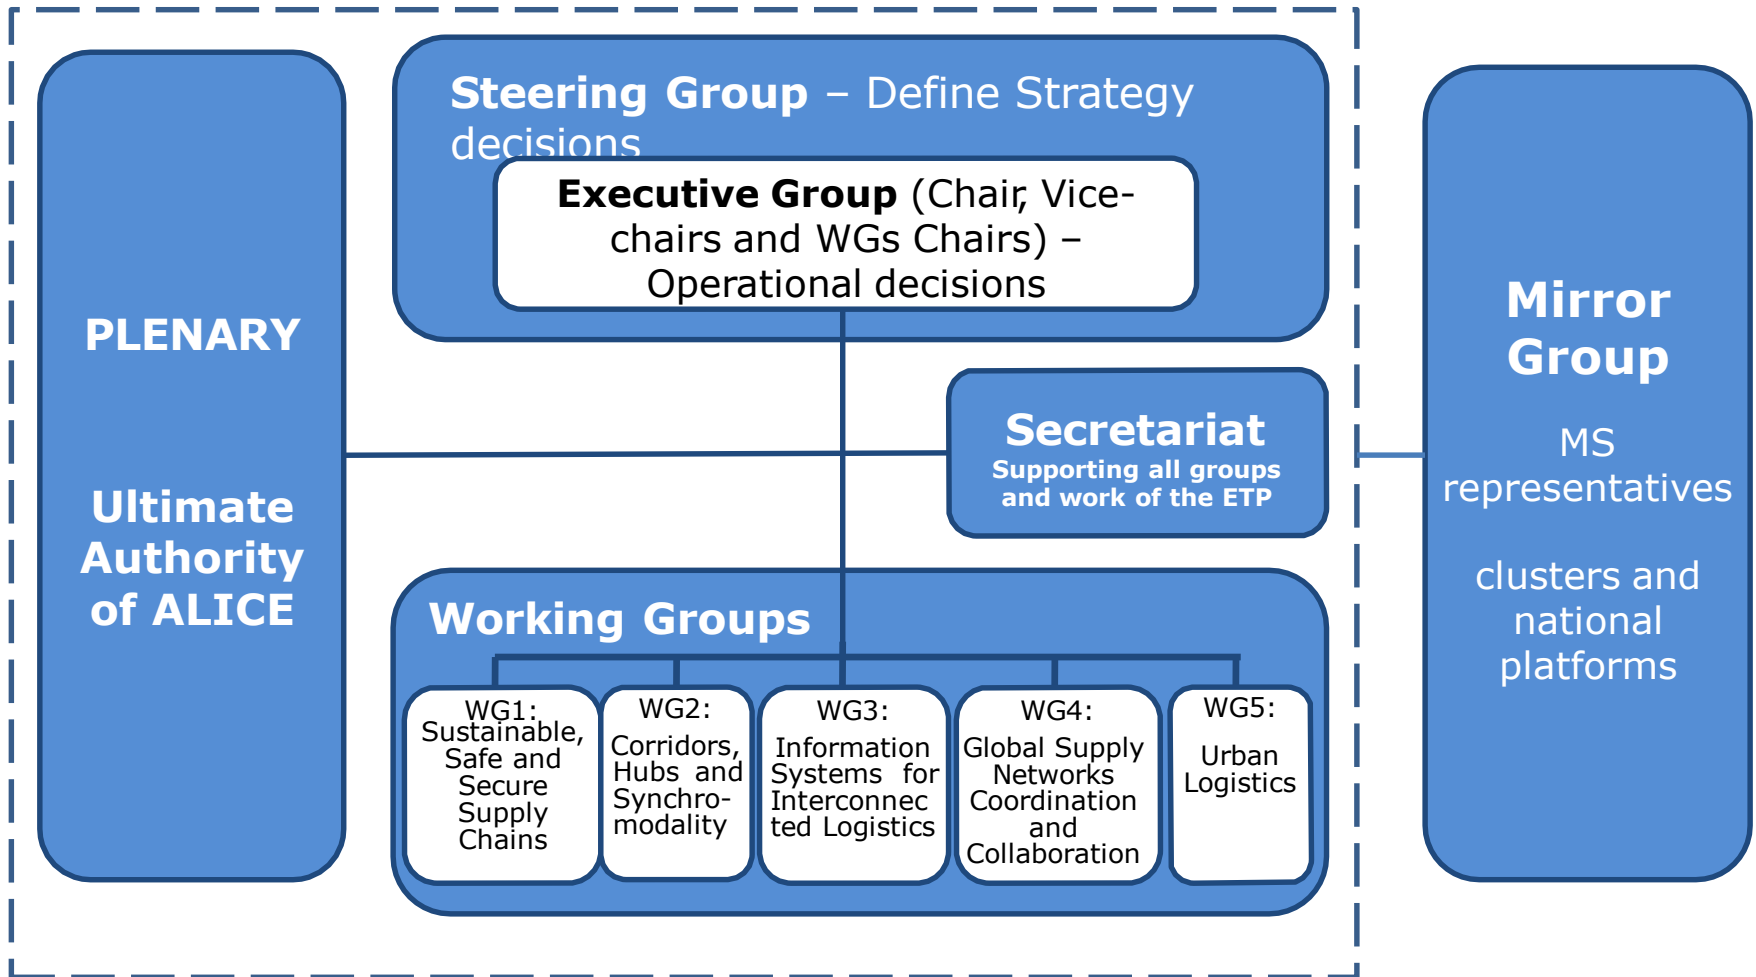 PLENARY
Ultimate
Authority
of ALICE
Steering Group – Define Strategy
decisions
Executive Group (Chair, Vice-
chairs and WGs Chairs) –
Operational decisions
Secretariat
Supporting all groups
and work of the ETP
Working Groups
WG1:
Sustainable,
Safe and
Secure
Supply
Chains
WG2:
Corridors,
Hubs and
Synchro-
modality
WG3:
Information
Systems for
Interconnec
ted Logistics
WG4:
Global Supply
Networks
Coordination
and
Collaboration
WG5:
Urban
Logistics
Mirror
Group
MS
representatives
clusters and
national
platforms